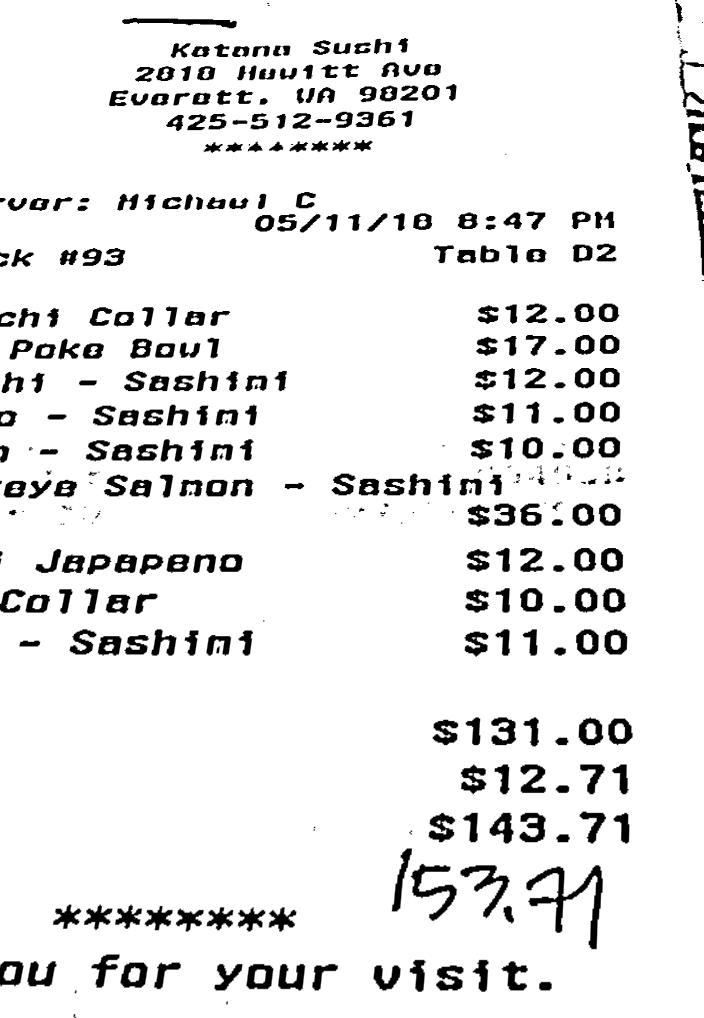 Katana Sushi
2818 Hewitt Ave
Everett, WA 98201
425-512-9361
********
rver: Michael C
05/11/18 8:47 PM
ck #93
Table D2
chi Collar $12.00
Poke Bowl $17.00
hi - Sashimi $12.00
o - Sashimi $11.00
n - Sashimi $10.00
eye Salmon - Sashimi
$36.00
i Japapeno $12.00
Collar $10.00
- Sashimi $11.00
$131.00
$12.71
$143.71
153.71
********
ou for your visit.